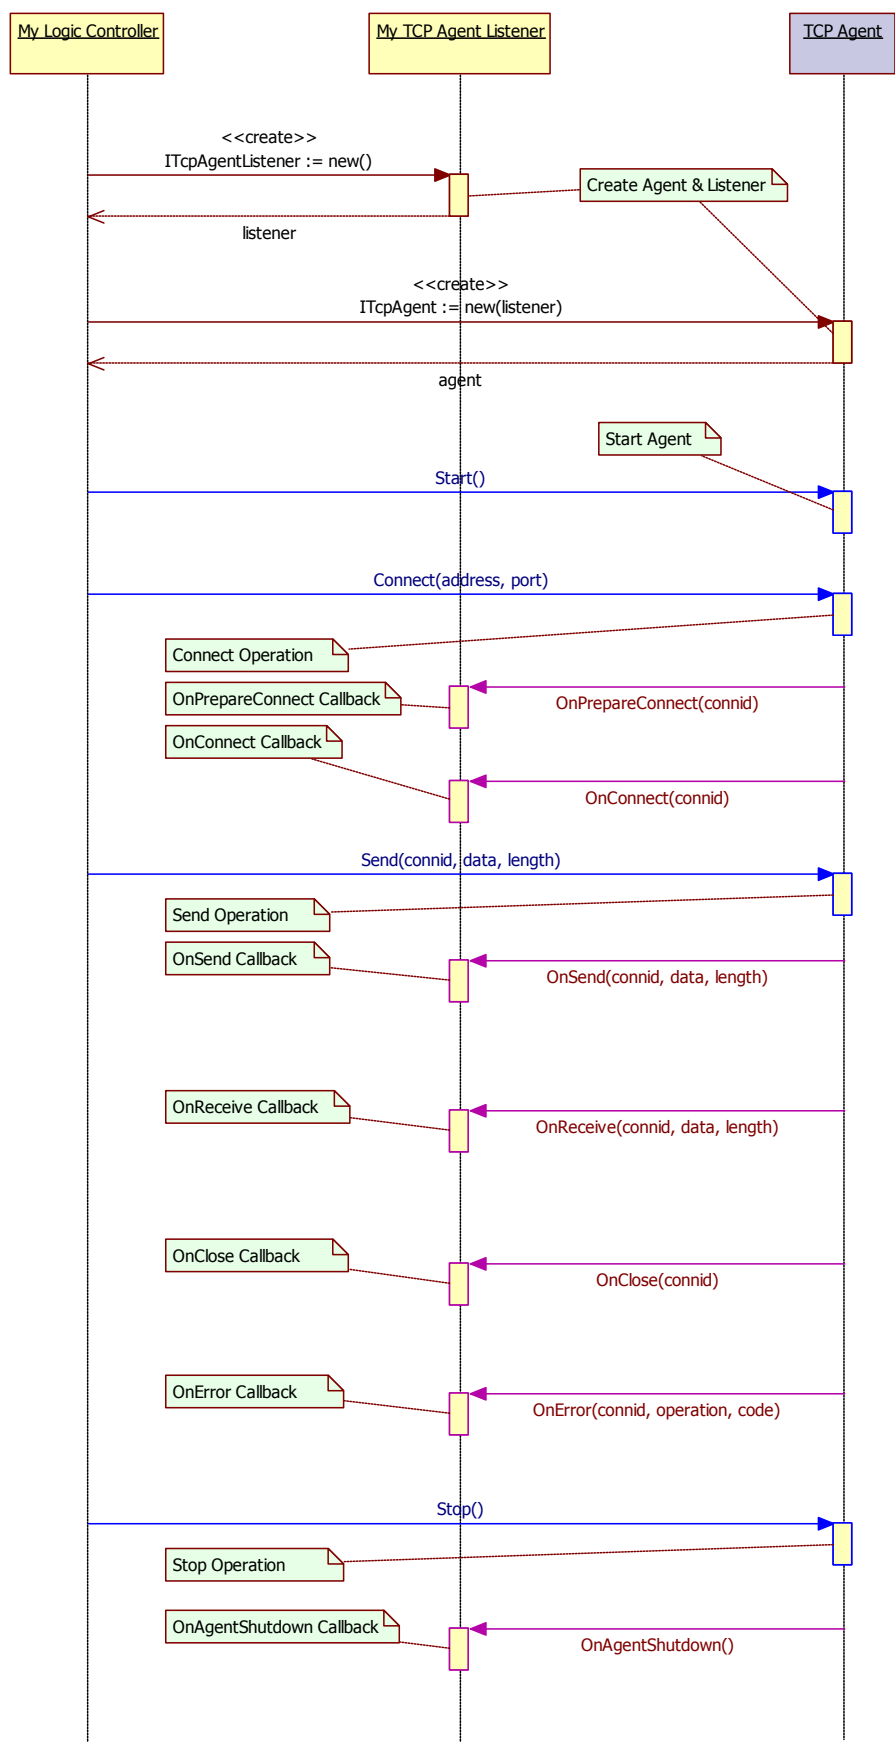 My Logic Controller
My TCP Agent Listener
TCP Agent
<<create>>
ITcpAgentListener := new()
Create Agent & Listener
listener
<<create>>
ITcpAgent := new(listener)
agent
Start Agent
Start()
Connect(address, port)
Connect Operation
OnPrepareConnect Callback
OnPrepareConnect(connid)
OnConnect Callback
OnConnect(connid)
Send(connid, data, length)
Send Operation
OnSend Callback
OnSend(connid, data, length)
OnReceive Callback
OnReceive(connid, data, length)
OnClose Callback
OnClose(connid)
OnError Callback
OnError(connid, operation, code)
Stop()
Stop Operation
OnAgentShutdown Callback
OnAgentShutdown()